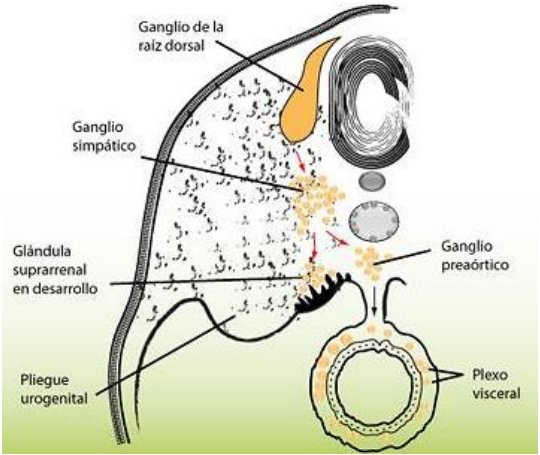 Ganglio de la
raíz dorsal
Ganglio
simpático
Glándula
suprarrenal
en desarrollo
Ganglio
preaórtico
Pliegue
urogenital
Plexo
visceral